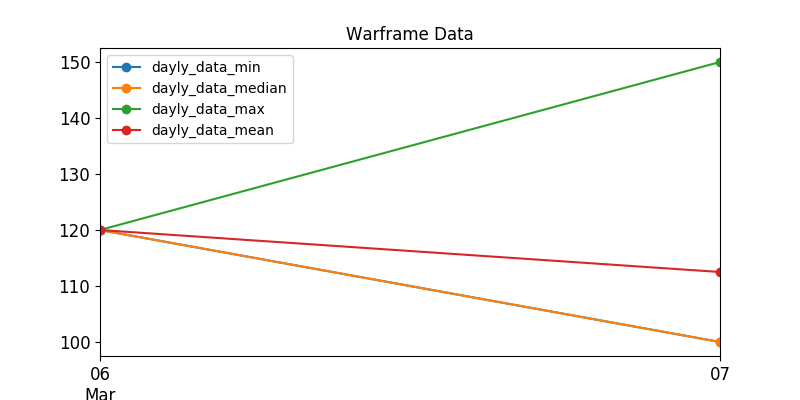 Warframe Data
dayly_data_min
dayly_data_median
dayly_data_max
dayly_data_mean
150
140
130
120
110
100
06
07
Mar